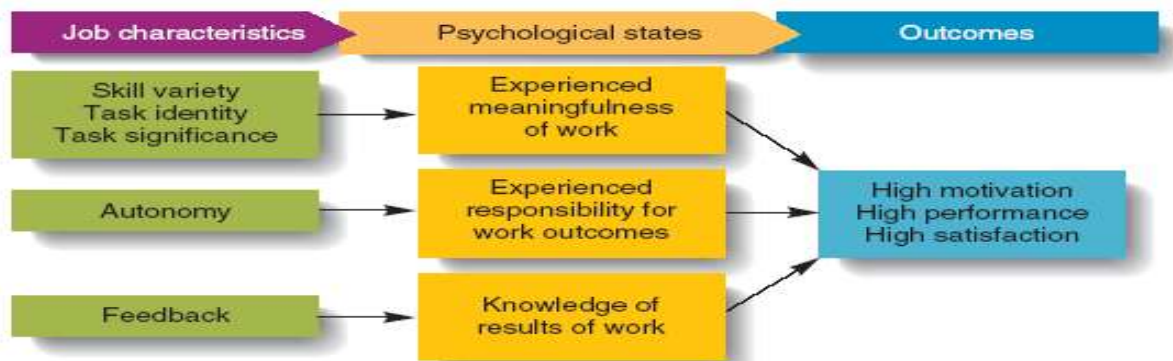 Job characteristics
Psychological states
Outcomes
Skill variety
Task identity
Task significance
Experienced
meaningfulness
of work
Autonomy
Experienced
responsibility for
work outcomes
High motivation
High performance
High satisfaction
Feedback
Knowledge of
results of work